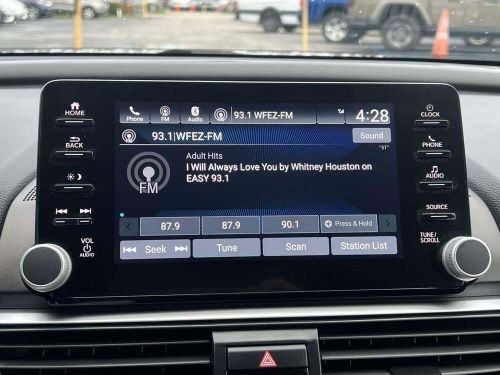 HOME
BACK
VOL
AUDIO
Phone
FM
Audio
93.1 WFEZ-FM
4:28
93.1|WFEZ-FM
Sound
"ST"
Adult Hits
I Will Always Love You by Whitney Houston on
EASY 93.1
FM
87.9
87.9
90.1
Press & Hold
Seek
Tune
Scan
Station List
CLOCK
PHONE
AUDIO
SOURCE
TUNE/
SCROLL